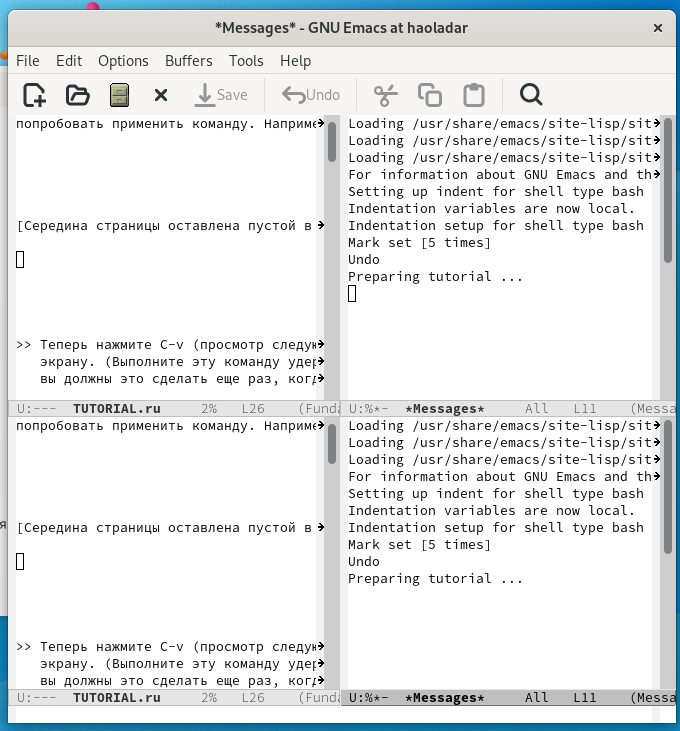 *Messages* - GNU Emacs at haoladar
File Edit Options Buffers Tools Help
Save Undo
попробовать применить команду. Наприме
[Середина страницы оставлена пустой в
>> Теперь нажмите C-v (просмотр следую
экрану. (Выполните эту команду удер
вы должны это сделать еще раз, когд
U:--- TUTORIAL.ru 2% L26 (Funda
Loading /usr/share/emacs/site-lisp/sit
Loading /usr/share/emacs/site-lisp/sit
Loading /usr/share/emacs/site-lisp/sit
For information about GNU Emacs and th
Setting up indent for shell type bash
Indentation variables are now local.
Indentation setup for shell type bash
Mark set [5 times]
Undo
Preparing tutorial ...
U:%*- *Messages* All L11 (Messa
попробовать применить команду. Наприме
[Середина страницы оставлена пустой в
>> Теперь нажмите C-v (просмотр следую
экрану. (Выполните эту команду удер
вы должны это сделать еще раз, когд
U:--- TUTORIAL.ru 2% L26 (Funda
Loading /usr/share/emacs/site-lisp/sit
Loading /usr/share/emacs/site-lisp/sit
Loading /usr/share/emacs/site-lisp/sit
For information about GNU Emacs and th
Setting up indent for shell type bash
Indentation variables are now local.
Indentation setup for shell type bash
Mark set [5 times]
Undo
Preparing tutorial ...
U:%*- *Messages* All L11 (Messa
я